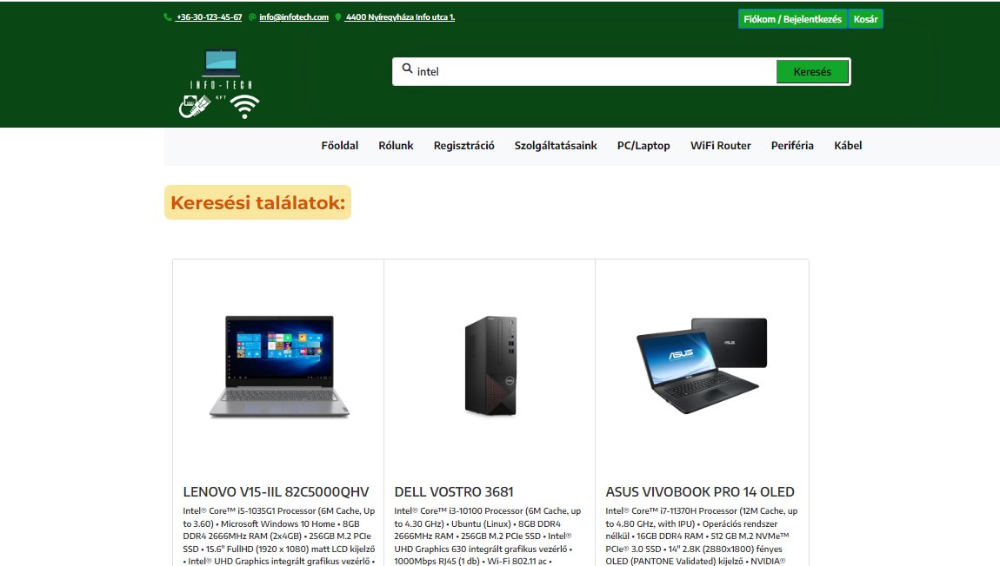 +36-30-123-45-67 info@infotech.com 4400 Nyíregyháza Info utca 1.
Fiókom / Bejelentkezés Kosár
INFO-TECH
KFT
intel
Keresés
Főoldal Rólunk Regisztráció Szolgáltatásaink PC/Laptop WiFi Router Periféria Kábel
Keresési találatok:
ASUS
ASUS
DELL
LENOVO V15-IIL 82C5000QHV
Intel® Core™ i5-1035G1 Processor (6M Cache, Up
to 3.60) • Microsoft Windows 10 Home • 8GB
DDR4 2666MHz RAM (2x4GB) • 256GB M.2 PCIe
SSD • 15.6" FullHD (1920 x 1080) matt LCD kijelző
• Intel® UHD Graphics integrált grafikus vezérlő •
DELL VOSTRO 3681
Intel® Core™ i3-10100 Processor (6M Cache, up
to 4.30 GHz) • Ubuntu (Linux) • 8GB DDR4
2666MHz RAM • 256GB M.2 PCIe SSD • Intel®
UHD Graphics 630 integrált grafikus vezérlő •
1000Mbps RJ45 (1 db) • Wi-Fi 802.11 ac •
ASUS VIVOBOOK PRO 14 OLED
Intel® Core™ i7-11370H Processor (12M Cache, up
to 4.80 GHz, with IPU) • Operációs rendszer
nélkül • 16GB DDR4 RAM • 512 GB M.2 NVMe™
PCIe® 3.0 SSD • 14" 2.8K (2880x1800) fényes
OLED (PANTONE Validated) kijelző • NVIDIA®